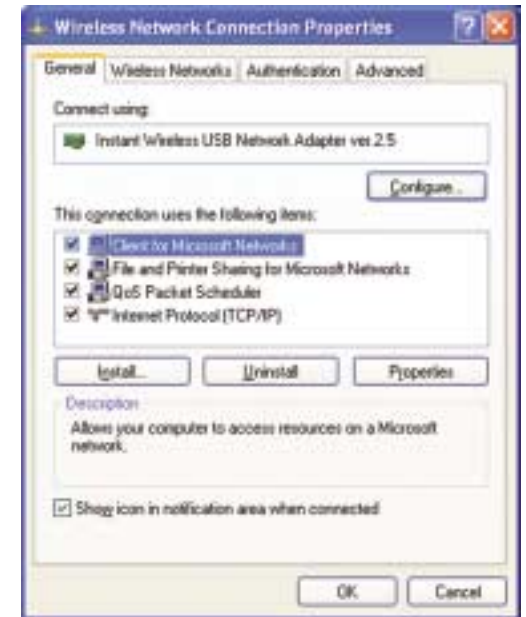 Wireless Network Connection Properties
General Wireless Networks Authentication Advanced
Connect using:
Instant Wireless USB Network Adapter ver 2.5
Configure...
This connection uses the following items:
Client for Microsoft Networks
File and Printer Sharing for Microsoft Networks
QoS Packet Scheduler
Internet Protocol (TCP/IP)
Install... Uninstall Properties
Description
Allows your computer to access resources on a Microsoft
network.
Show icon in notification area when connected
OK Cancel